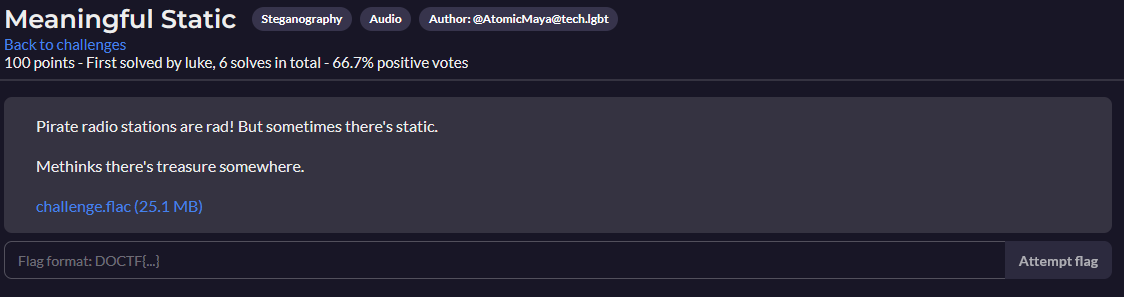 Meaningful Static Steganography Audio Author: @AtomicMaya@tech.lgbt
Back to challenges
100 points - First solved by luke, 6 solves in total - 66.7% positive votes
Pirate radio stations are rad! But sometimes there's static.
Methinks there's treasure somewhere.
challenge.flac (25.1 MB)
Flag format: DOCTF{...} Attempt flag